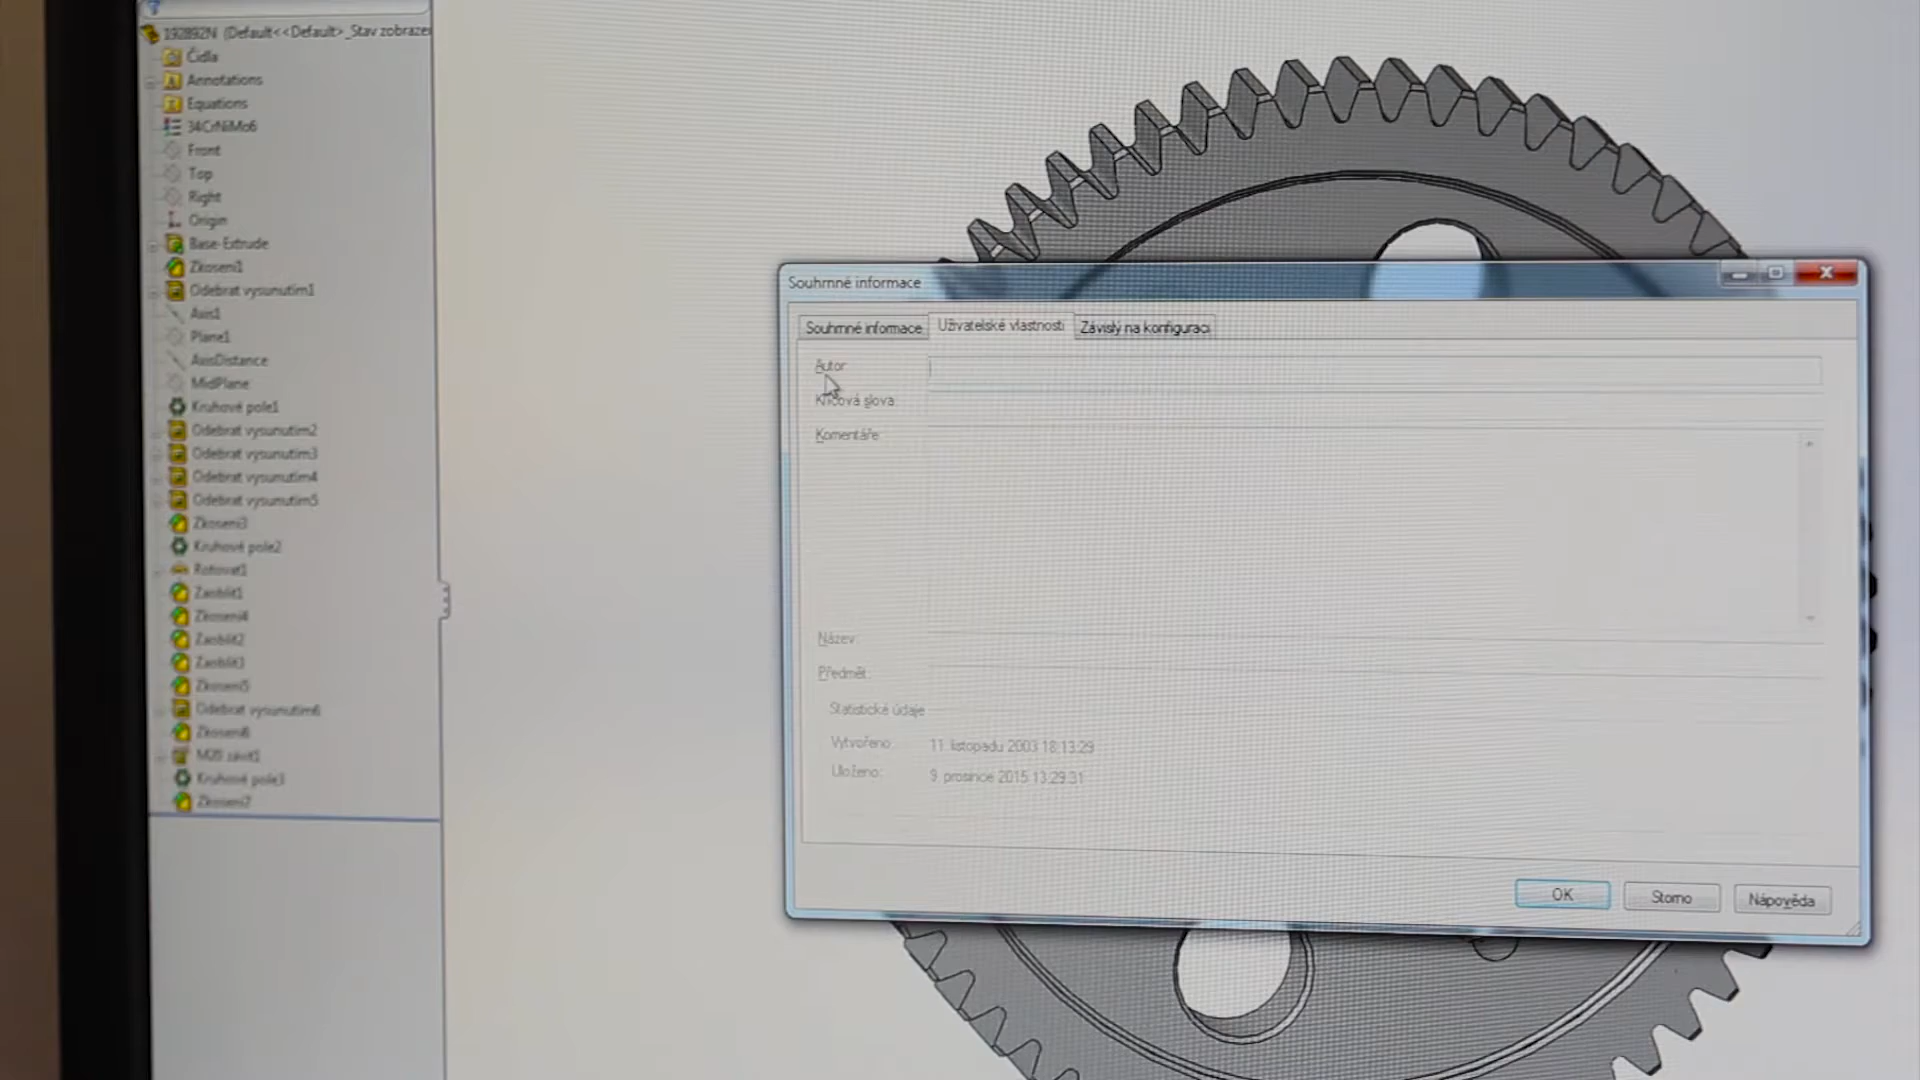 192892N (Default<<Default>_Stav zobrazen
Čidla
Annotations
Equations
34CrNiMo6
Front
Top
Right
Origin
Base-Extrude
Zkosení1
Odebrat vysunutím1
Axis1
Plane1
AxisDistance
MidPlane
Kruhové pole1
Odebrat vysunutím2
Odebrat vysunutím3
Odebrat vysunutím4
Odebrat vysunutím5
Zkosení3
Kruhové pole2
Rotovat1
Zaoblit1
Zkosení4
Zaoblit2
Zaoblit3
Zkosení5
Odebrat vysunutím6
Zkosení6
M20 závit1
Kruhové pole3
Zkosení7
Souhrnné informace
Souhrnné informace
Uživatelské vlastnosti
Závislý na konfiguraci
Autor
Klíčová slova:
Komentáře:
Název:
Předmět:
Statistické údaje
Vytvořeno: 11. listopadu 2003 18:13:29
Uloženo: 9. prosince 2015 13:29:31
OK
Storno
Nápověda